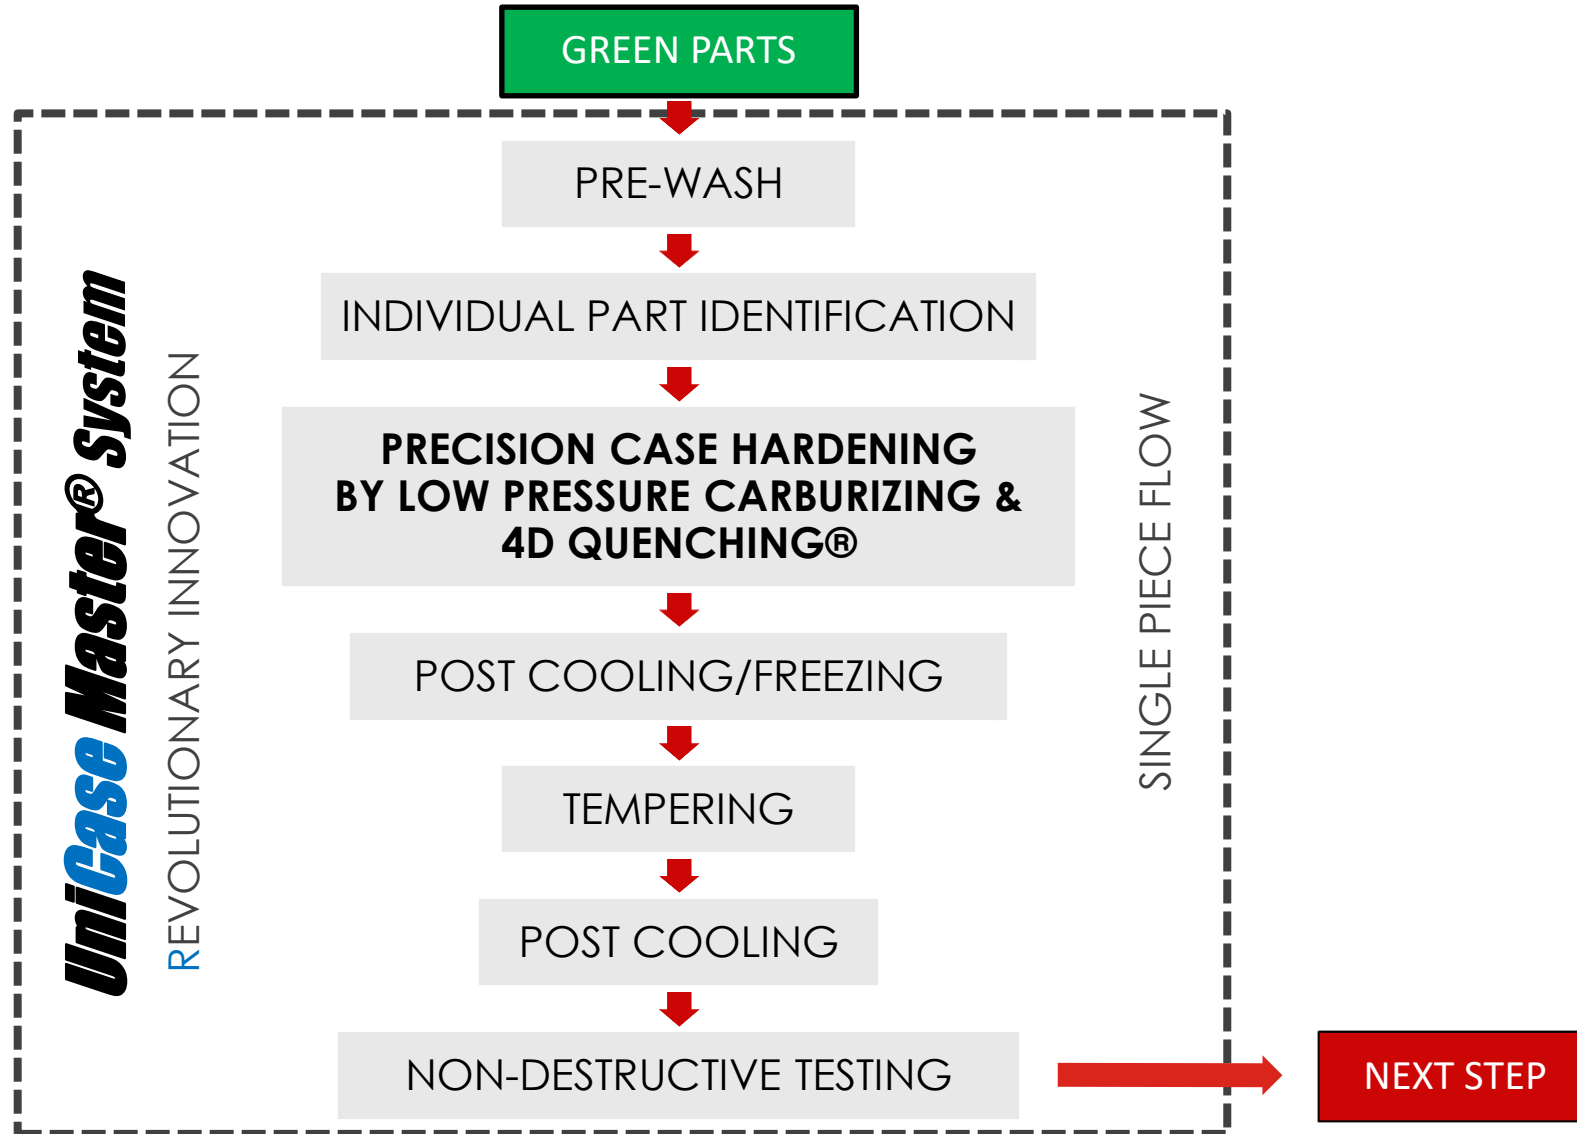 GREEN PARTS
PRE-WASH
INDIVIDUAL PART IDENTIFICATION
PRECISION CASE HARDENING
BY LOW PRESSURE CARBURIZING &
4D QUENCHING®
POST COOLING/FREEZING
TEMPERING
POST COOLING
NON-DESTRUCTIVE TESTING
NEXT STEP
UniCase Master® System
REVOLUTIONARY INNOVATION
SINGLE PIECE FLOW